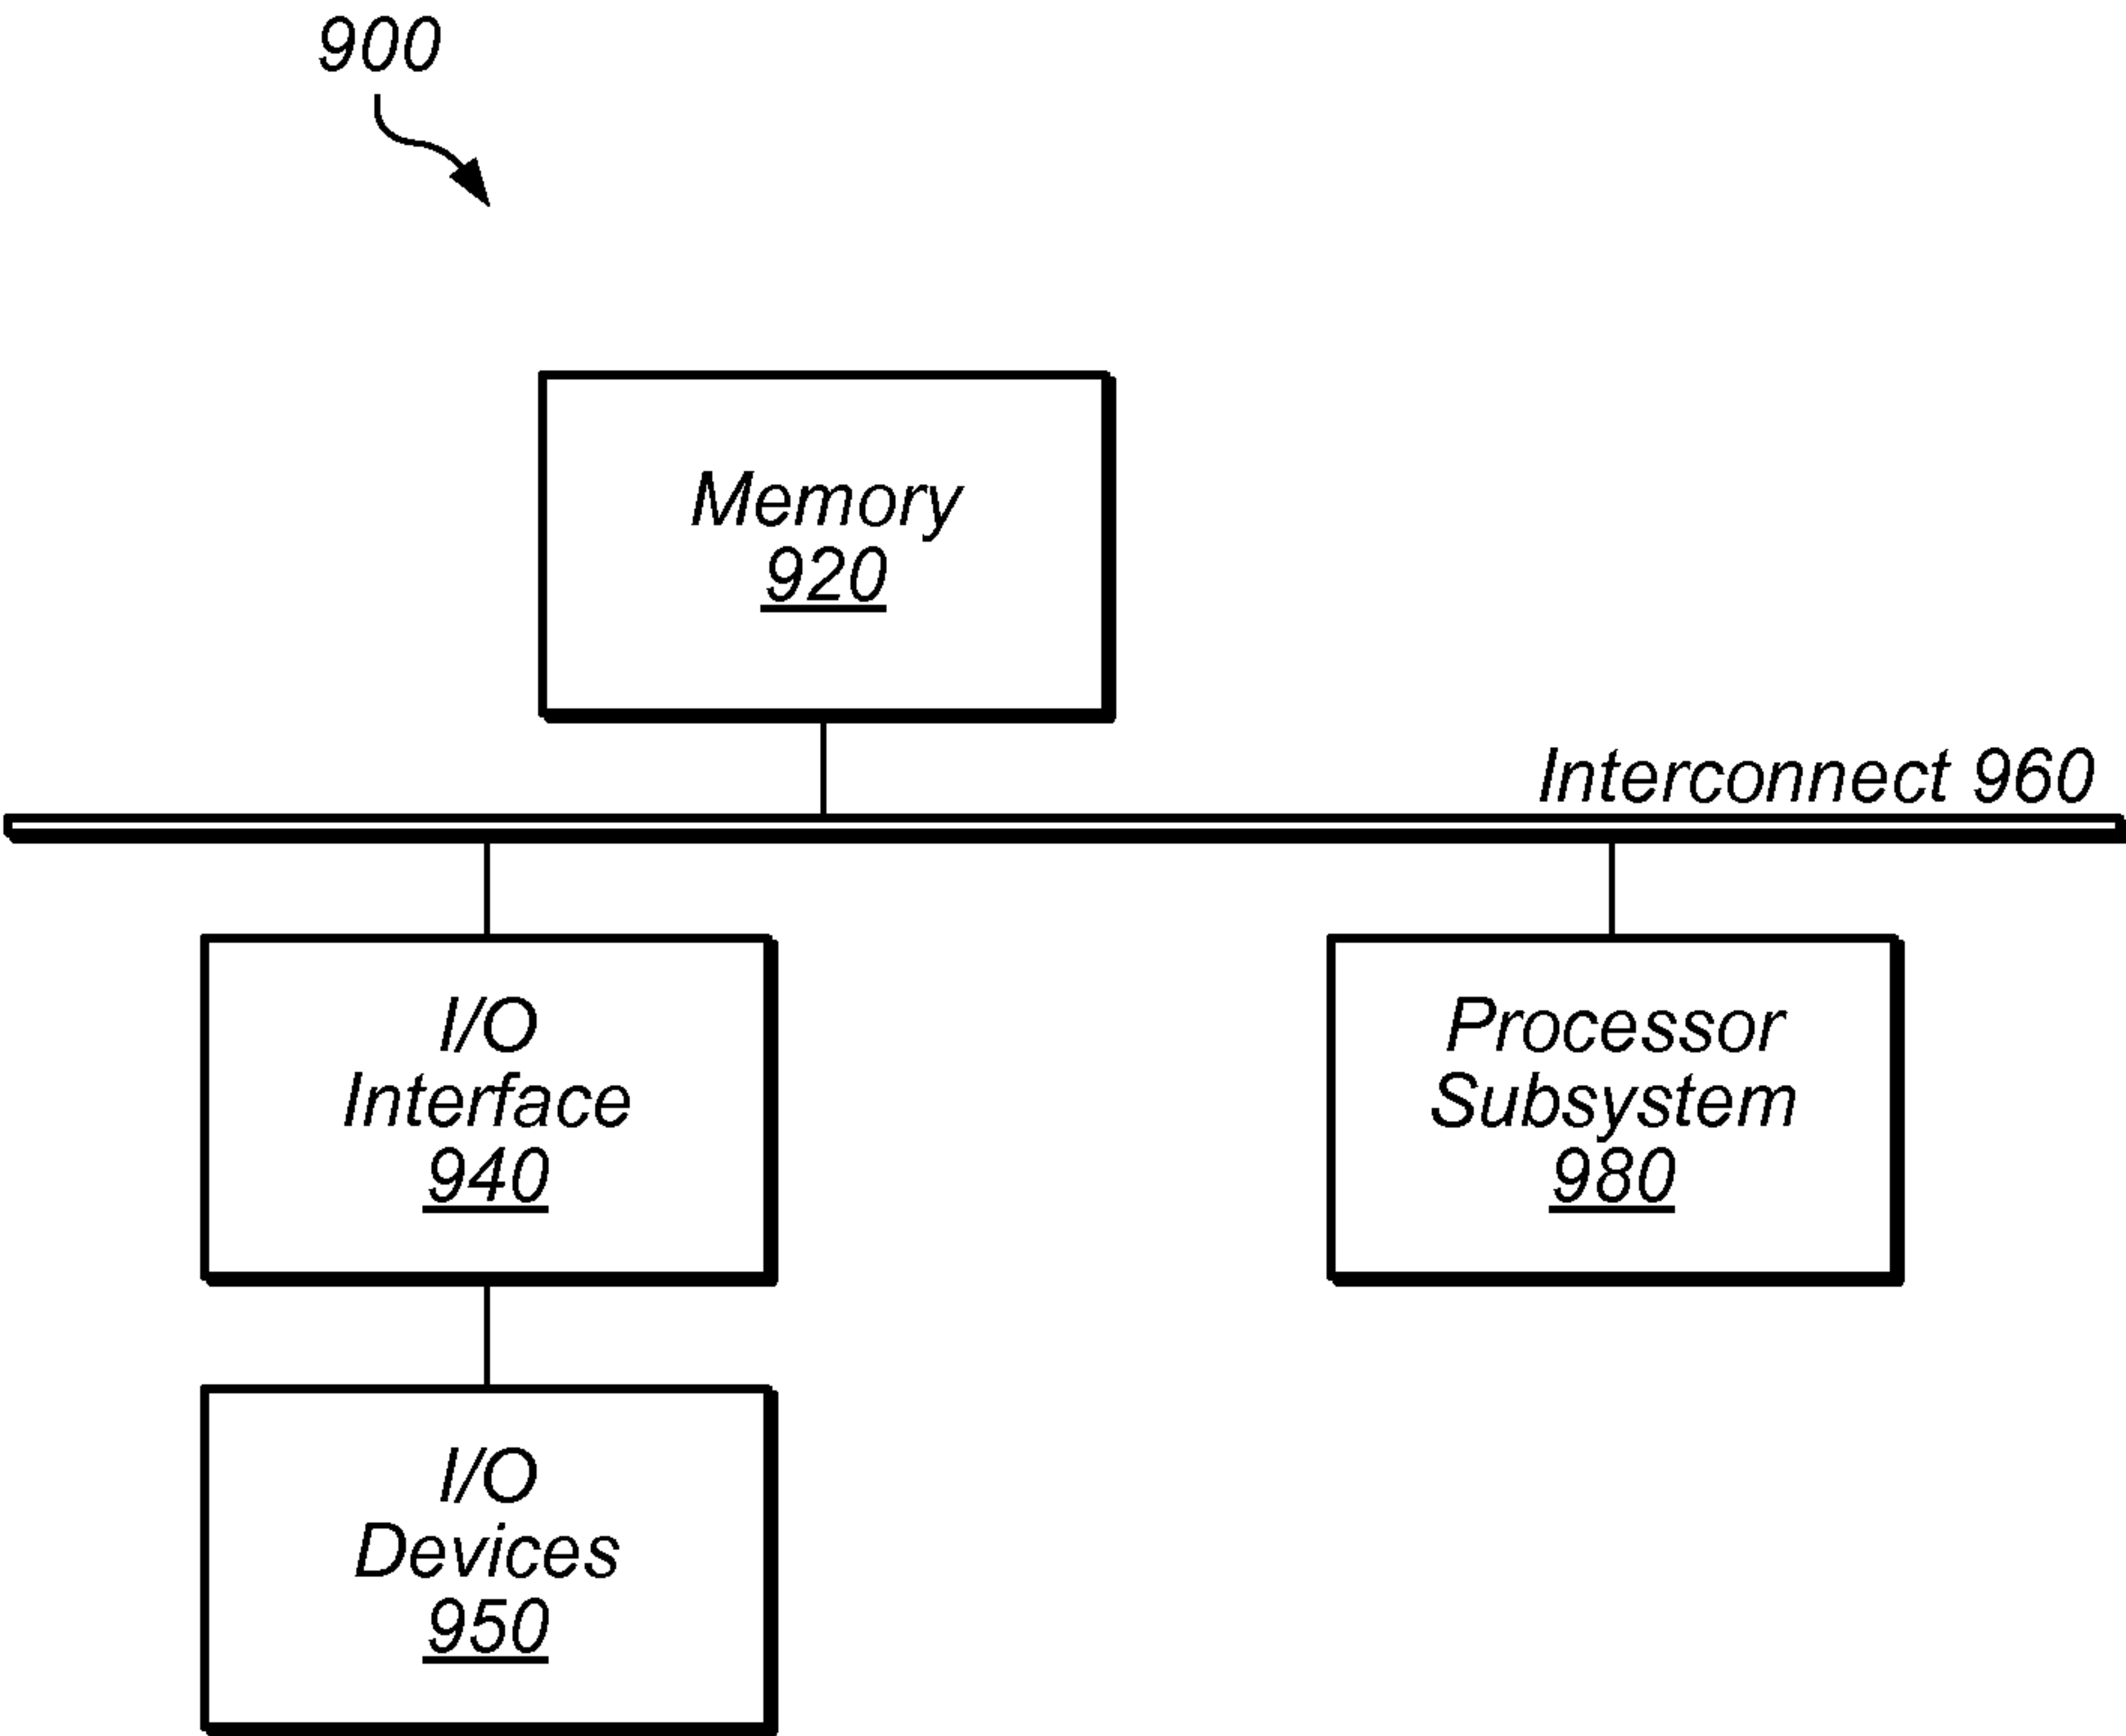 900
Memory
920
Interconnect 960
I/O
Interface
940
Processor
Subsystem
980
I/O
Devices
950